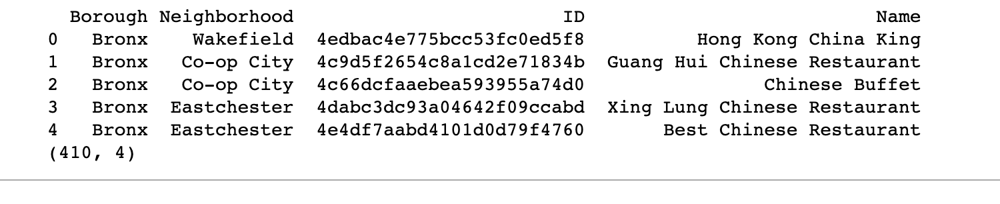 Borough Neighborhood ID Name
0 Bronx Wakefield 4edbac4e775bcc53fc0ed5f8 Hong Kong China King
1 Bronx Co-op City 4c9d5f2654c8a1cd2e71834b Guang Hui Chinese Restaurant
2 Bronx Co-op City 4c66dcfaaebea593955a74d0 Chinese Buffet
3 Bronx Eastchester 4dabc3dc93a04642f09ccabd Xing Lung Chinese Restaurant
4 Bronx Eastchester 4e4df7aabd4101d0d79f4760 Best Chinese Restaurant
(410, 4)